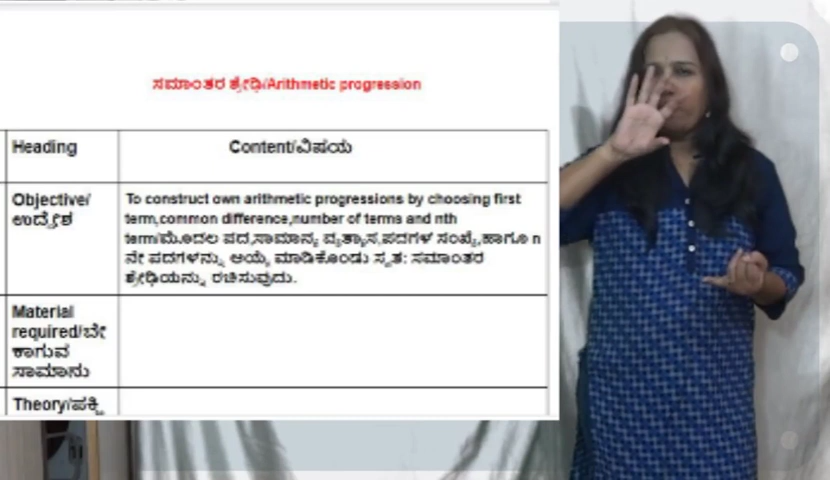 ಸಮಾಂತರ ಶ್ರೇಢಿ/Arithmetic progression
Heading
Content/ವಿಷಯ
Objective/
ಉದ್ದೇಶ
To construct own arithmetic progressions by choosing first
term,common difference,number of terms and nth
term/ಮೊದಲ ಪದ,ಸಾಮಾನ್ಯ ವ್ಯತ್ಯಾಸ,ಪದಗಳ ಸಂಖ್ಯೆ,ಹಾಗೂ n
ನೇ ಪದಗಳನ್ನು ಆಯ್ಕೆ ಮಾಡಿಕೊಂಡು ಸ್ವತ: ಸಮಾಂತರ
ಶ್ರೇಢಿಯನ್ನು ರಚಿಸುವುದು.
Material
required/ಬೇ
ಕಾಗುವ
ಸಾಮಾನು
Theory/